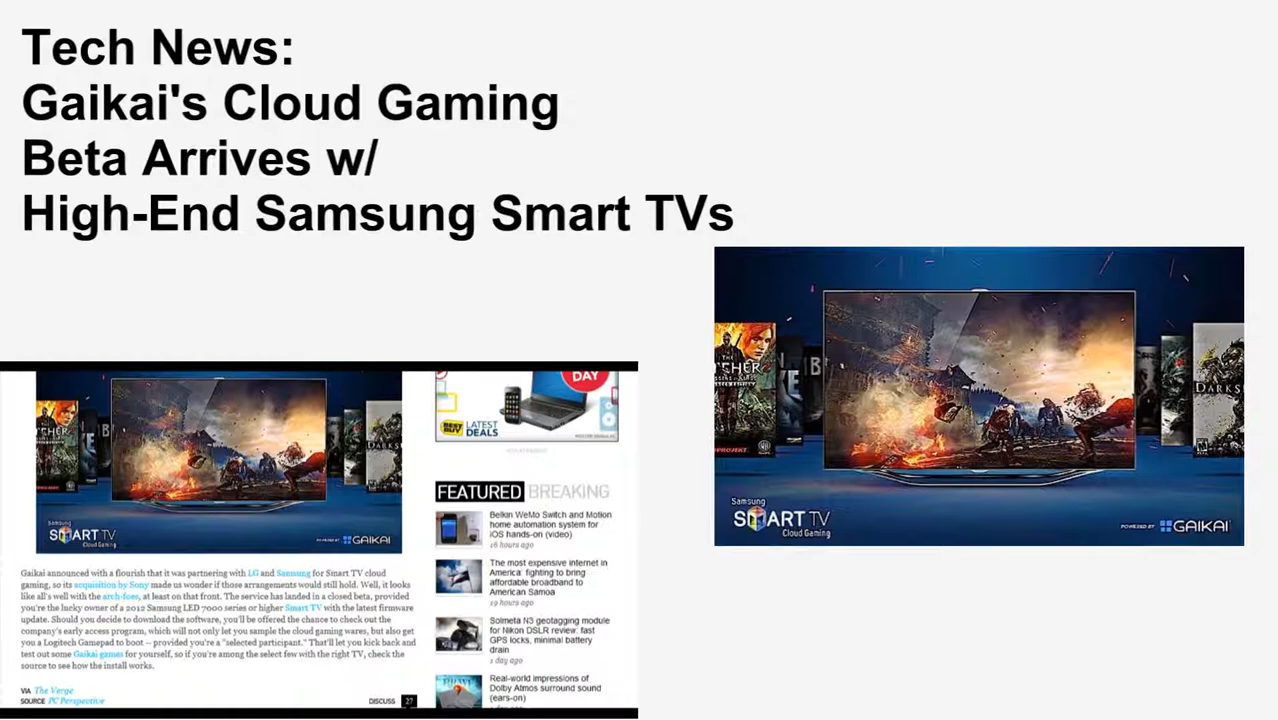 Tech News:
Gaikai's Cloud Gaming
Beta Arrives w/
High-End Samsung Smart TVs
THE
TCHER
PROJEKT
DARKS
Samsung
SMART TV
Cloud Gaming
POWERED BY GAIKAI
TCHER
DARKS
Samsung
SMART TV
Cloud Gaming
POWERED BY GAIKAI
Gaikai announced with a flourish that it was partnering with LG and Samsung for Smart TV cloud
gaming, so its acquisition by Sony made us wonder if those arrangements would still hold. Well, it looks
like all's well with the arch-foes, at least on that front. The service has landed in a closed beta, provided
you're the lucky owner of a 2012 Samsung LED 7000 series or higher Smart TV with the latest firmware
update. Should you decide to download the software, you'll be offered the chance to check out the
company's early access program, which will not only let you sample the cloud gaming wares, but also get
you a Logitech Gamepad to boot -- provided you're a "selected participant." That'll let you kick back and
test out some Gaikai games for yourself, so if you're among the select few with the right TV, check the
source to see how the install works.
VIA The Verge
SOURCE PC Perspective
DISCUSS 27
DAY
BEST BUY LATEST
DEALS
ADVERTISEMENT
FEATURED BREAKING
Belkin WeMo Switch and Motion
home automation system for
iOS hands-on (video)
16 hours ago
The most expensive internet in
America: fighting to bring
affordable broadband to
American Samoa
19 hours ago
Solmeta N3 geotagging module
for Nikon DSLR review: fast
GPS locks, minimal battery
drain
1 day ago
Real-world impressions of
Dolby Atmos surround sound
(ears-on)